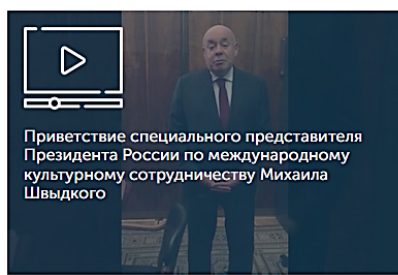 Приветствие специального представителя
Президента России по международному
культурному сотрудничеству Михаила
Швыдкого